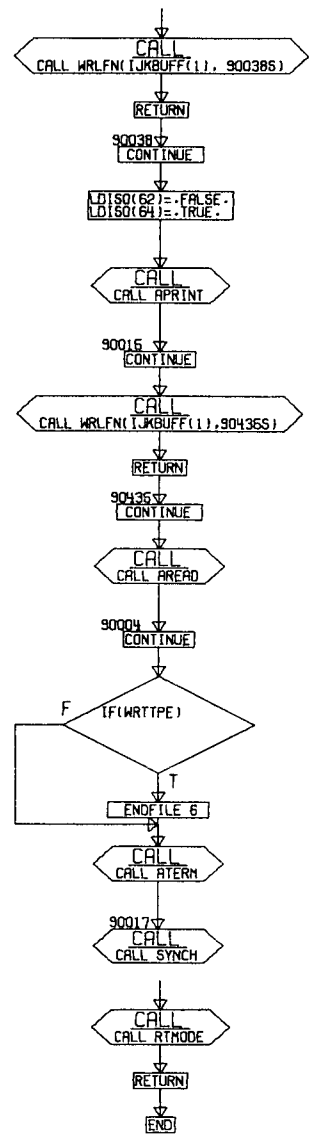 CALL
CALL WRLFN(IJKBUFF(1), 90038S)
RETURN
90038
CONTINUE
LDISO(62)=.FALSE.
LDISO(64)=.TRUE.
CALL
CALL APRINT
90016
CONTINUE
CALL
CALL WRLFN(IJKBUFF(1),90436S)
RETURN
90436
CONTINUE
CALL
CALL AREAD
90004
CONTINUE
F
IF(WRTTPE)
T
ENDFILE 6
CALL
CALL ATERM
90017
CALL
CALL SYNCH
CALL
CALL RTMODE
RETURN
END